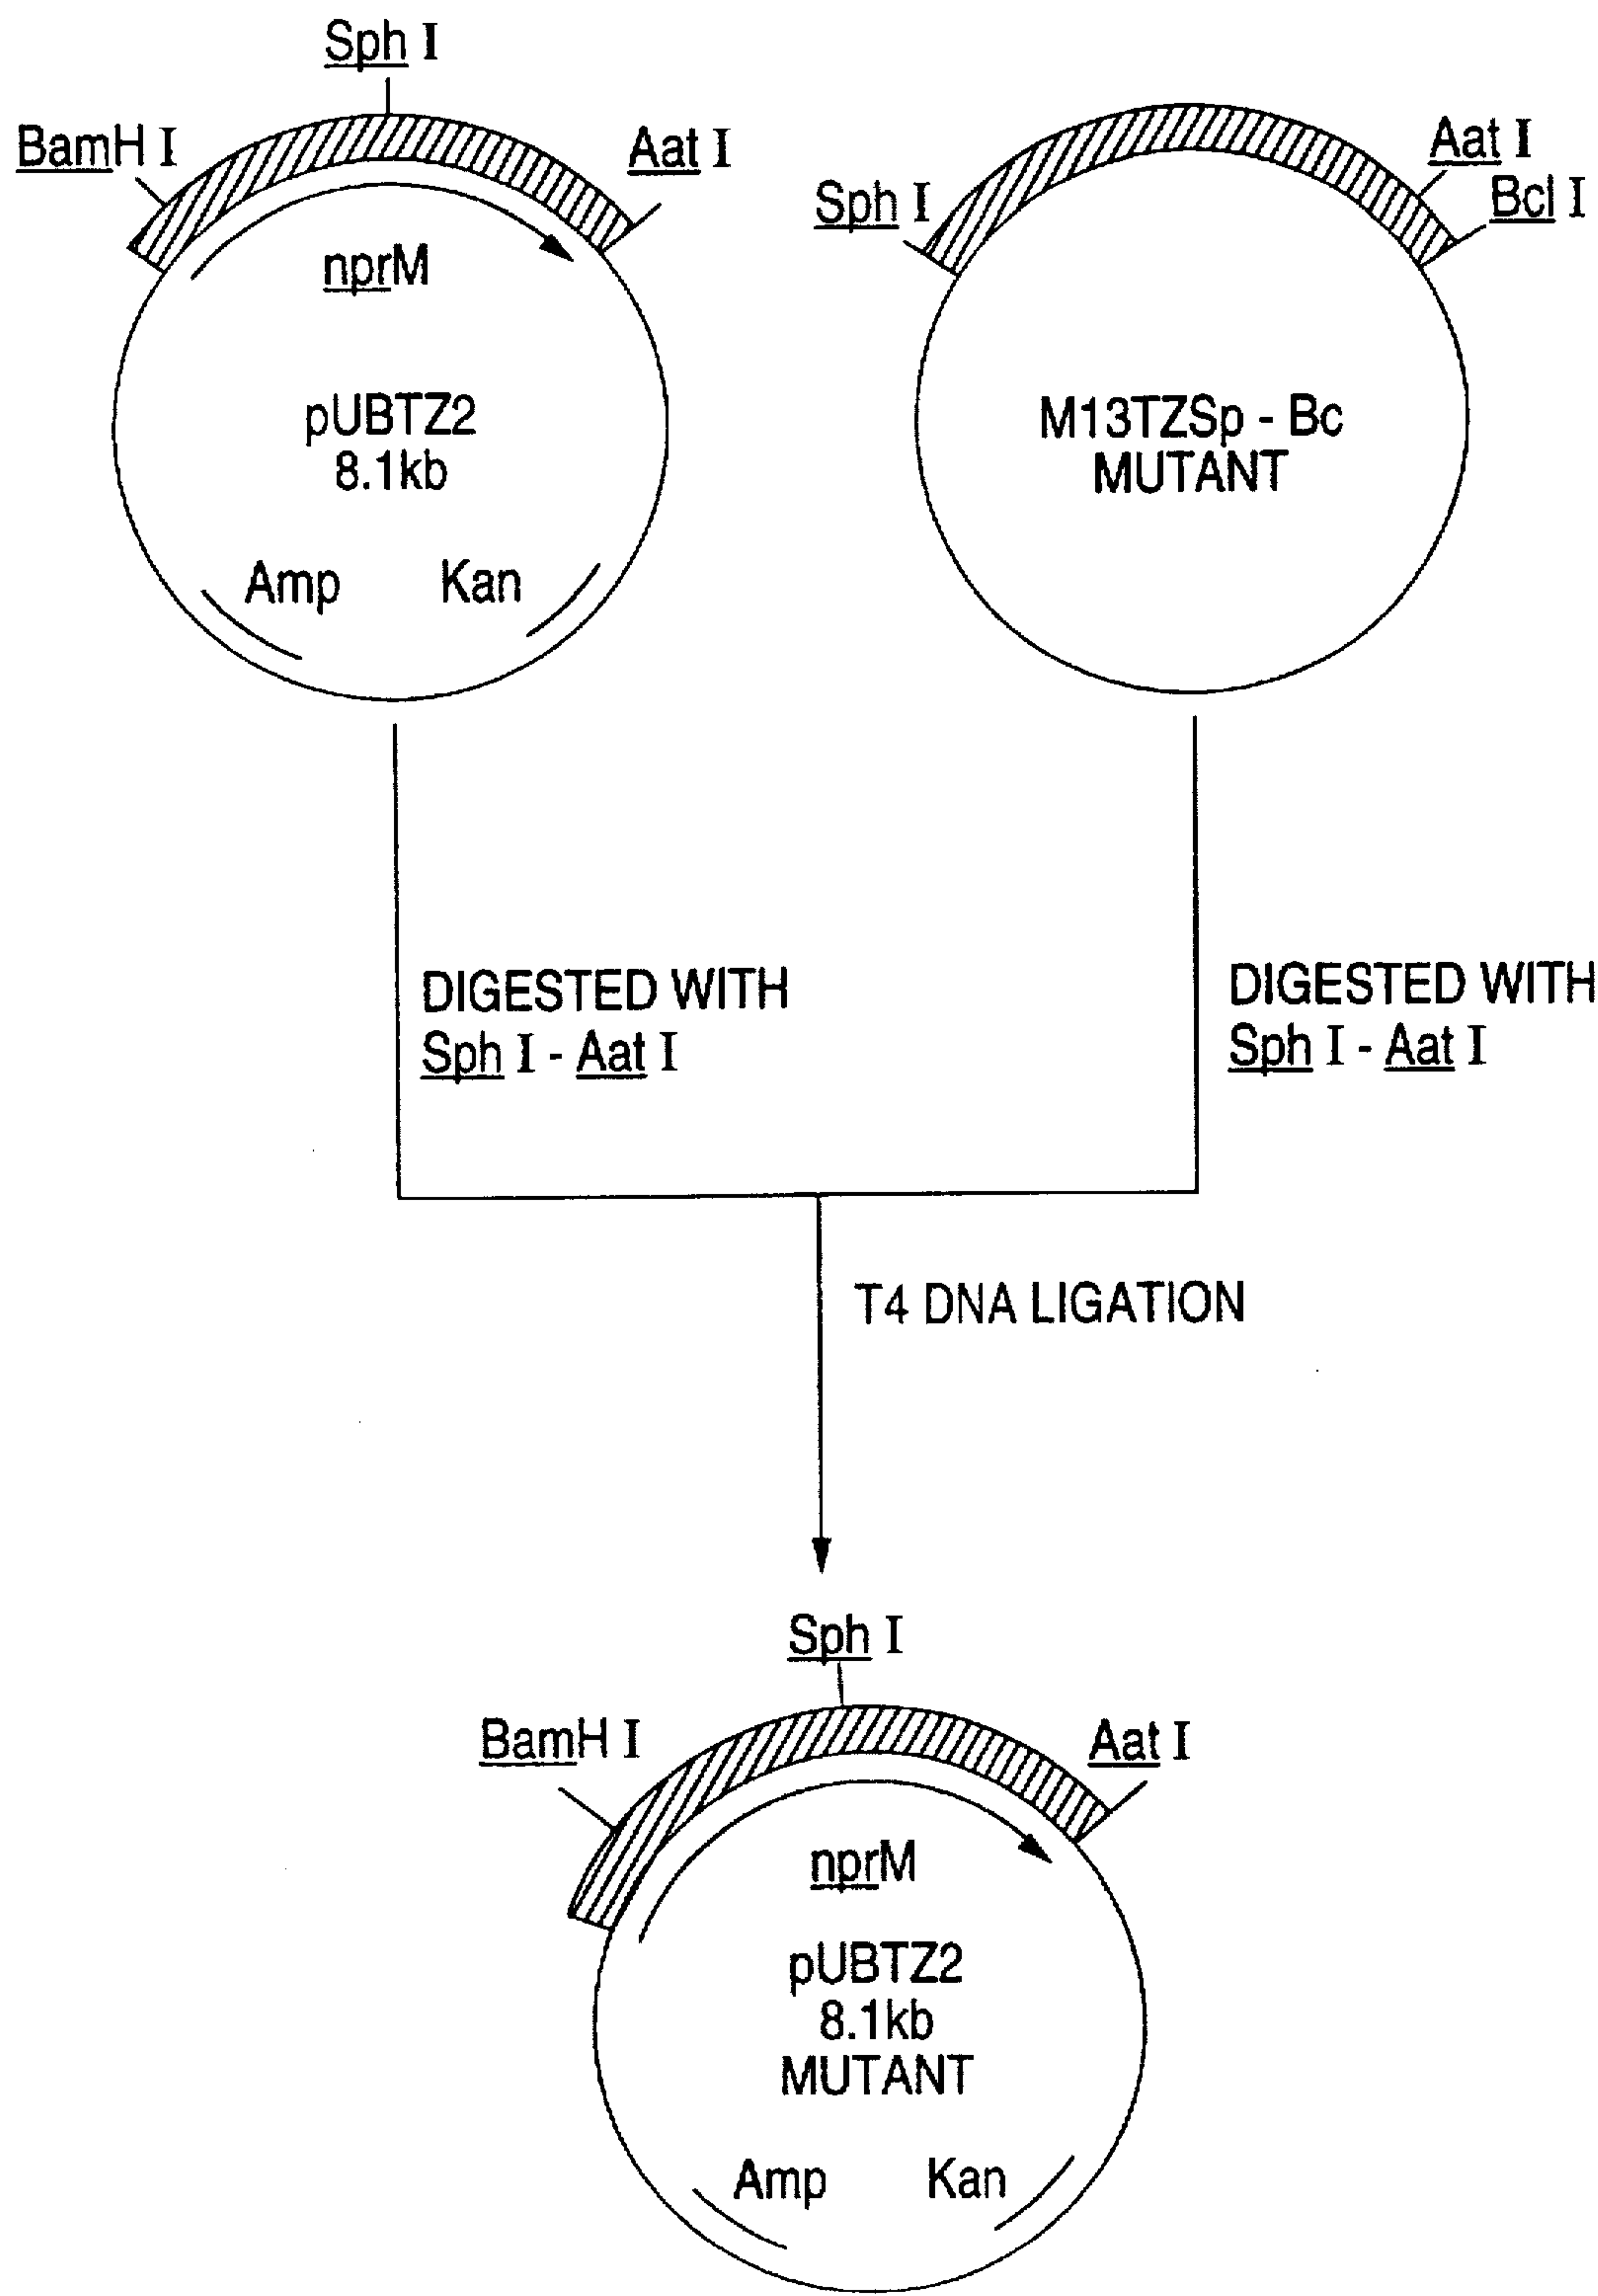 Sph I
BamH I
Aat I
nprM
pUBTZ2
8.1kb
Amp
Kan
Aat I
Sph I
Bcl I
M13TZSp - Bc
MUTANT
DIGESTED WITH
Sph I - Aat I
DIGESTED WITH
Sph I - Aat I
T4 DNA LIGATION
Sph I
BamH I
Aat I
nprM
pUBTZ2
8.1kb
MUTANT
Amp
Kan